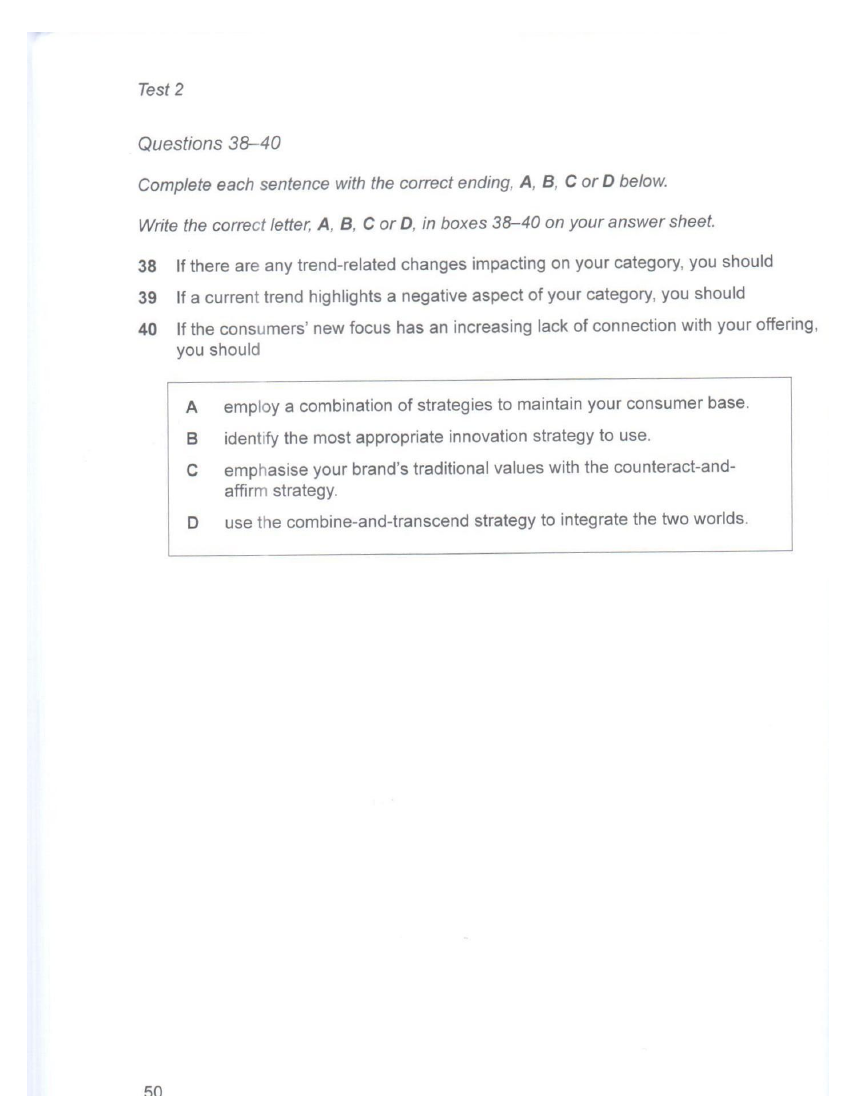 Test 2
Questions 38–40
Complete each sentence with the correct ending, A, B, C or D below.
Write the correct letter, A, B, C or D, in boxes 38–40 on your answer sheet.
38 If there are any trend-related changes impacting on your category, you should
39 If a current trend highlights a negative aspect of your category, you should
40 If the consumers' new focus has an increasing lack of connection with your offering,
you should
A employ a combination of strategies to maintain your consumer base.
B identify the most appropriate innovation strategy to use.
C emphasise your brand's traditional values with the counteract-and-
affirm strategy.
D use the combine-and-transcend strategy to integrate the two worlds.
50